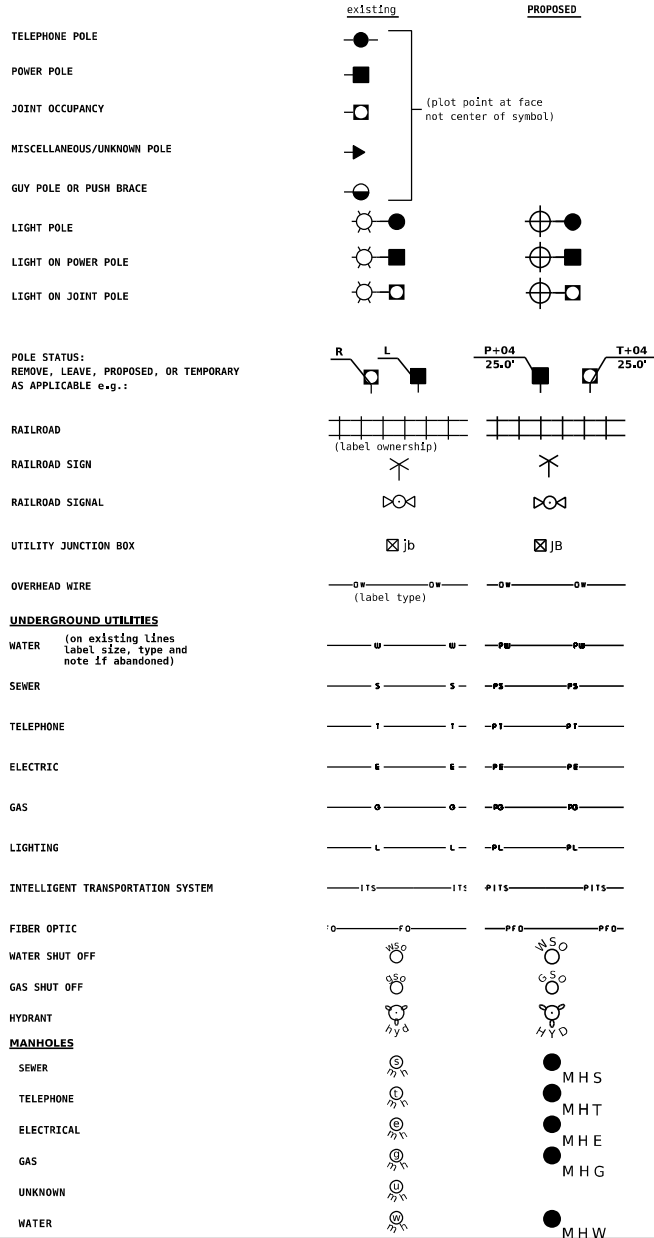 existing PROPOSED
TELEPHONE POLE
POWER POLE
JOINT OCCUPANCY
(plot point at face
not center of symbol)
MISCELLANEOUS/UNKNOWN POLE
GUY POLE OR PUSH BRACE
LIGHT POLE
LIGHT ON POWER POLE
LIGHT ON JOINT POLE
R L P+04 T+04
25.0' 25.0'
POLE STATUS:
REMOVE, LEAVE, PROPOSED, OR TEMPORARY
AS APPLICABLE e.g.:
RAILROAD
(label ownership)
RAILROAD SIGN
RAILROAD SIGNAL
UTILITY JUNCTION BOX jb JB
OVERHEAD WIRE OW OW OW OW
(label type)
UNDERGROUND UTILITIES
WATER (on existing lines
label size, type and
note if abandoned)
W W PW PW
SEWER S S PS PS
TELEPHONE T T PT PT
ELECTRIC E E PE PE
GAS G G PG PG
LIGHTING L L PL PL
INTELLIGENT TRANSPORTATION SYSTEM ITS ITS PITS PITS
FIBER OPTIC FO FO PFO PFO
WATER SHUT OFF wso WSO
GAS SHUT OFF gso GSO
HYDRANT hyd HYD
MANHOLES
SEWER s mh MHS
TELEPHONE t mh MHT
ELECTRICAL e mh MHE
GAS g mh MHG
UNKNOWN u mh
WATER w mh MHW